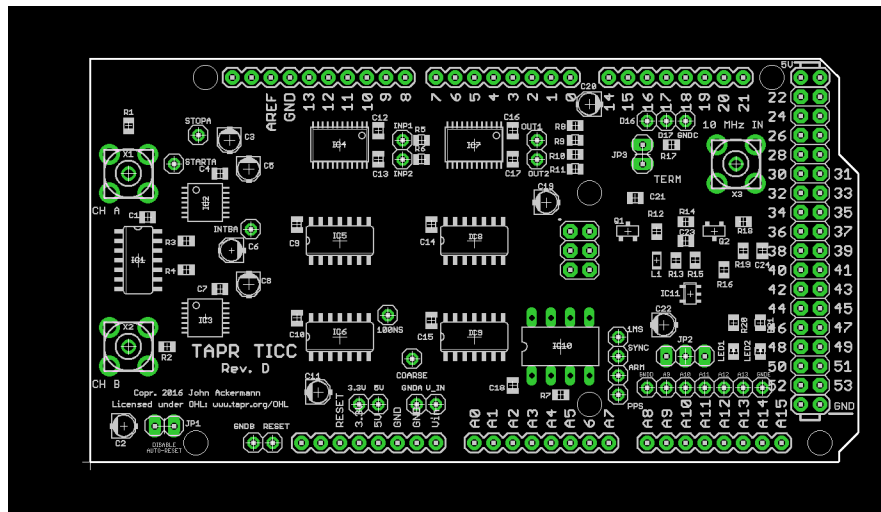 5V
AREF GND 13 12 11 10 9 8 7 6 5 4 3 2 1 0 14 15 16 17 18 19 20 21
C20
22
24
26
28
30 31
32 33
34 35
36 37
38 39
40 41
42 43
44 45
47
48 49
50 51
52 53
GND
R1
STOPA
C3
C12
INP1
R5
R6
INP2
C13
IC4
IC7
C16
C17
OUT1
OUT2
R8
R9
R10
R11
D16
D17 GNDC
10 MHz IN
JP3
R17
TERM
X3
X1
STARTA
C4
C5
CH A
IC2
C1
INTBA
C6
R3
R4
IC1
C7
C8
IC3
C9
IC5
C14
IC8
C19
C21
Q1
R12
R14
C23
Q2
R18
L1
R13
R15
R19
C24
R16
IC11
C22
X2
R2
CH B
C10
IC6
100NS
C15
IC9
IC10
1MS
SYNC
ARM
PPS
JP2
LED1
R20
LED2
TAPR TICC
Rev. D
COARSE
C11
C18
R7
3.3V 5V GNDA V_IN
GNDD A9 A10 A11 A12 A13 GNDE
Copr. 2016 John Ackermann
Licensed under OHL: www.tapr.org/OHL
C2
JP1
DISABLE
AUTO-RESET
GNDB RESET
RESET 5V GND GND A0 A1 A2 A3 A4 A5 6 A7 A8 A9 A10 A11 A12 A13 A14 A15